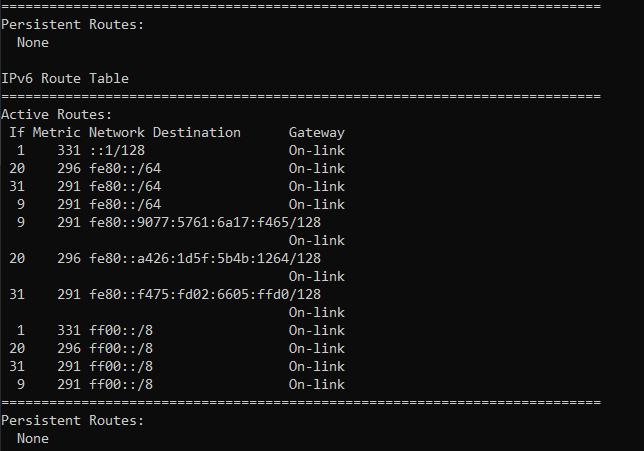 ===========================================================================
Persistent Routes:
  None

IPv6 Route Table
===========================================================================
Active Routes:
 If Metric Network Destination      Gateway
  1    331 ::1/128                  On-link
 20    296 fe80::/64                On-link
 31    291 fe80::/64                On-link
  9    291 fe80::/64                On-link
  9    291 fe80::9077:5761:6a17:f465/128
                                    On-link
 20    296 fe80::a426:1d5f:5b4b:1264/128
                                    On-link
 31    291 fe80::f475:fd02:6605:ffd0/128
                                    On-link
  1    331 ff00::/8                 On-link
 20    296 ff00::/8                 On-link
 31    291 ff00::/8                 On-link
  9    291 ff00::/8                 On-link
===========================================================================
Persistent Routes:
  None